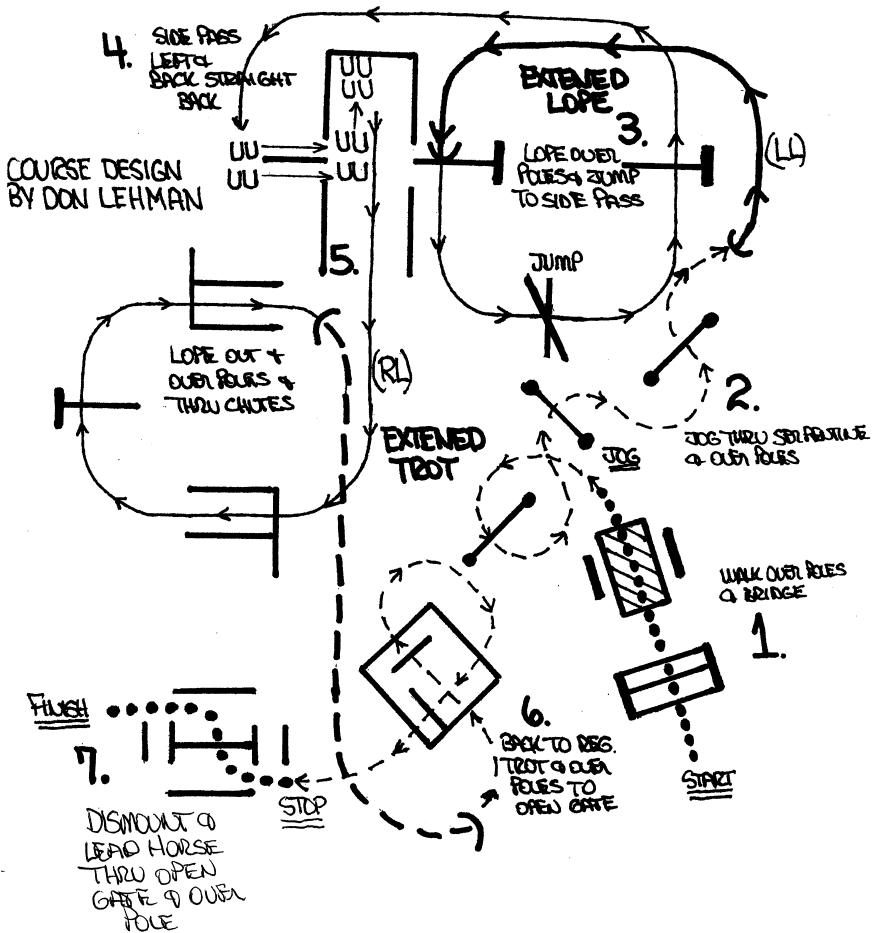 4. SIDE PASS
LEFT &
BACK STRAIGHT
BACK
EXTENED
LOPE
3.
LOPE OVER
POLES & JUMP
TO SIDE PASS
(LL)
COURSE DESIGN
BY DON LEHMAN
5.
JUMP
LOPE OUT &
OVER POLES &
THRU CHUTES
(RL)
2.
EXTENED
TROT
JOG
JOG THRU SERPENTINE
& OVER POLES
WALK OVER POLES
& BRIDGE
1.
FINISH
6.
BACK TO REG.
TROT & OVER
POLES TO
OPEN GATE
START
7.
STOP
DISMOUNT &
LEAD HORSE
THRU OPEN
GATE & OVER
POLE